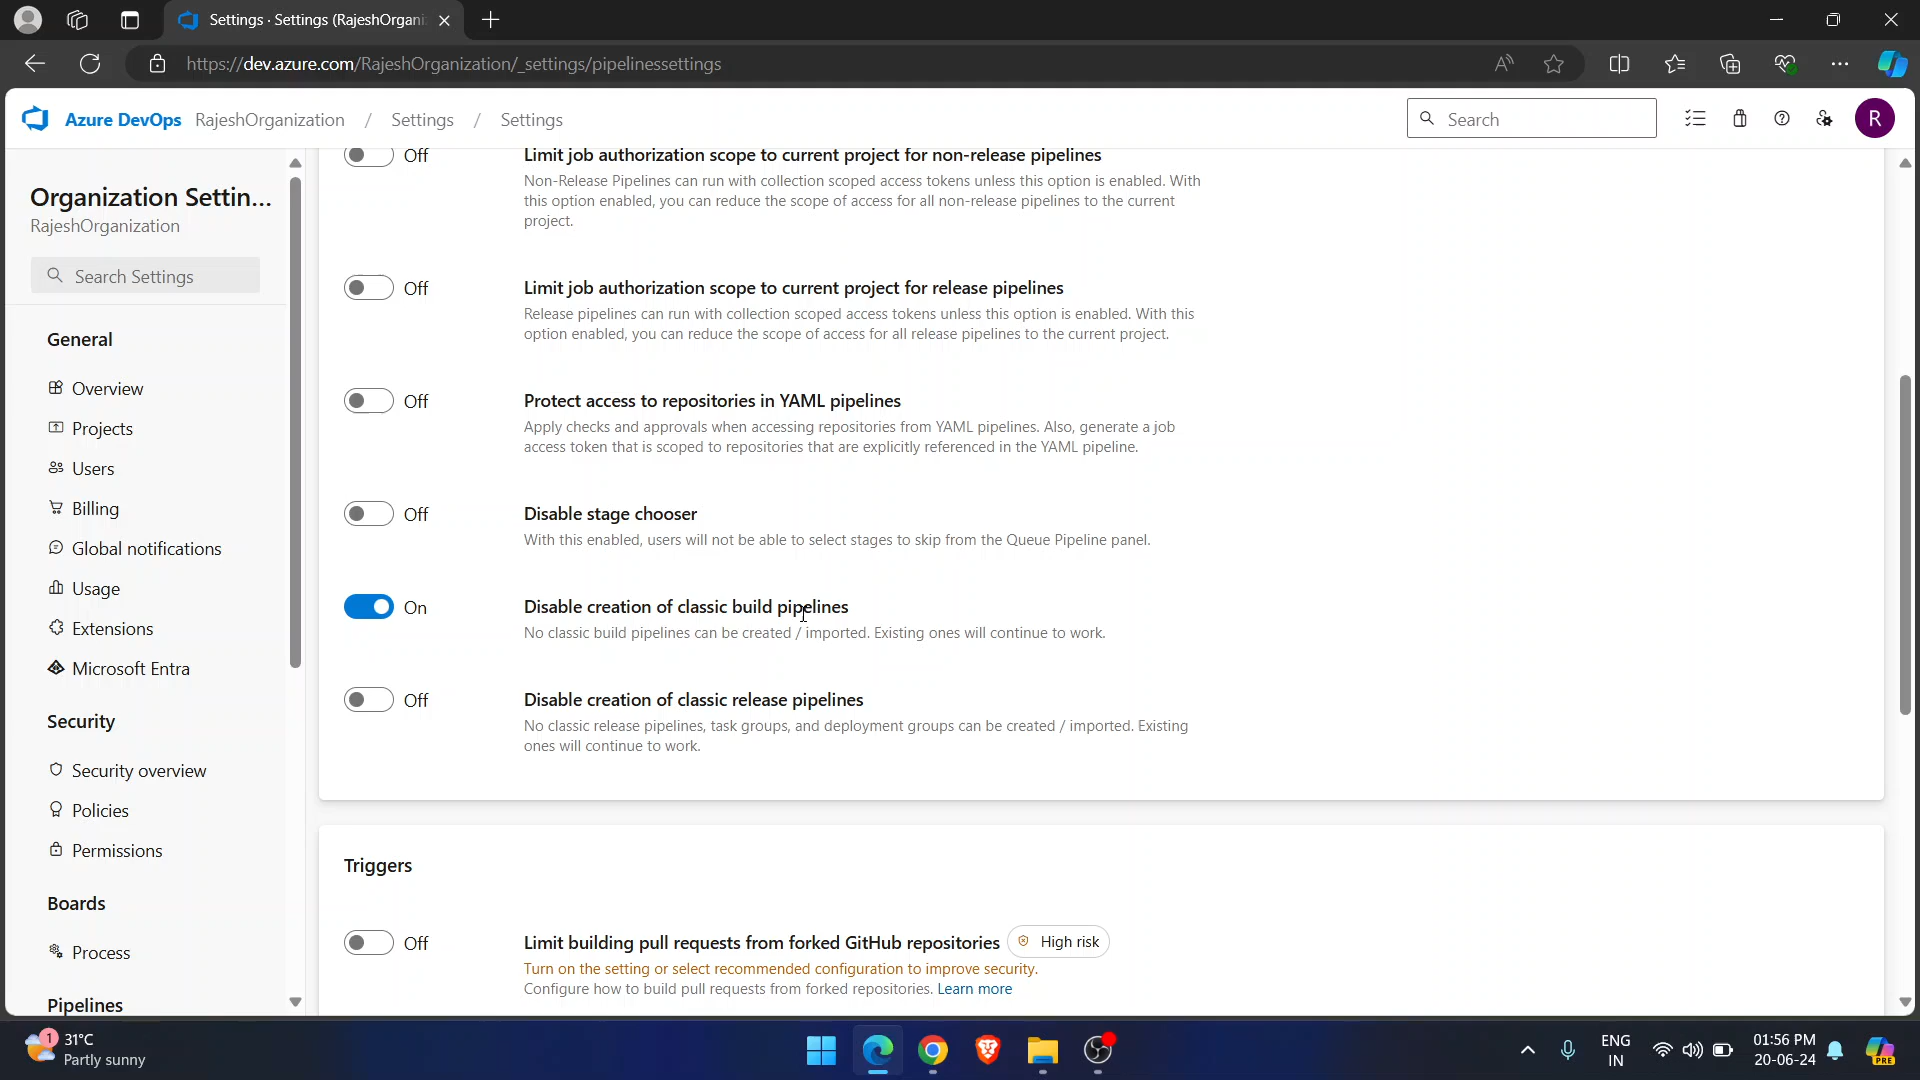 Settings · Settings (RajeshOrgani
https://dev.azure.com/RajeshOrganization/_settings/pipelinessettings
Azure DevOps RajeshOrganization / Settings / Settings
Search
R
Organization Settin...
RajeshOrganization
Search Settings
General
Overview
Projects
Users
Billing
Global notifications
Usage
Extensions
Microsoft Entra
Security
Security overview
Policies
Permissions
Boards
Process
Pipelines
Off
Limit job authorization scope to current project for non-release pipelines
Non-Release Pipelines can run with collection scoped access tokens unless this option is enabled. With
this option enabled, you can reduce the scope of access for all non-release pipelines to the current
project.
Off
Limit job authorization scope to current project for release pipelines
Release pipelines can run with collection scoped access tokens unless this option is enabled. With this
option enabled, you can reduce the scope of access for all release pipelines to the current project.
Off
Protect access to repositories in YAML pipelines
Apply checks and approvals when accessing repositories from YAML pipelines. Also, generate a job
access token that is scoped to repositories that are explicitly referenced in the YAML pipeline.
Off
Disable stage chooser
With this enabled, users will not be able to select stages to skip from the Queue Pipeline panel.
On
Disable creation of classic build pipelines
No classic build pipelines can be created / imported. Existing ones will continue to work.
Off
Disable creation of classic release pipelines
No classic release pipelines, task groups, and deployment groups can be created / imported. Existing
ones will continue to work.
Triggers
Off
Limit building pull requests from forked GitHub repositories High risk
Turn on the setting or select recommended configuration to improve security.
Configure how to build pull requests from forked repositories. Learn more
1
31°C
Partly sunny
ENG
IN
01:56 PM
20-06-24
PRE